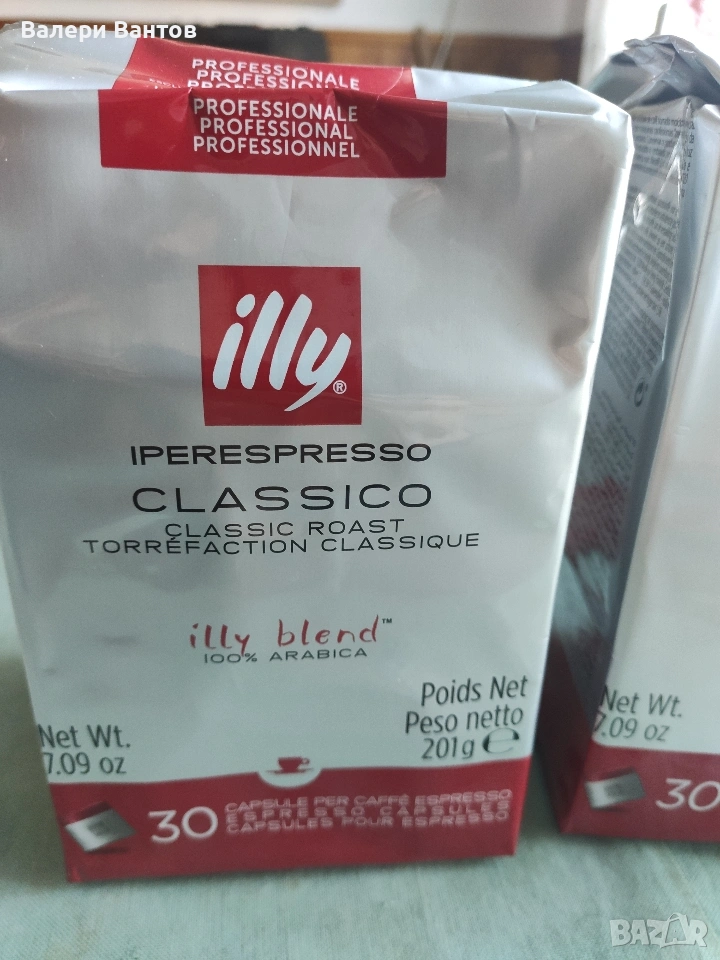 Валери Вантов
PROFESSIONALE
PROFESSIONAL
PROFESSIONALE
PROFESSIONAL
PROFESSIONNEL
illy®
IPERESPRESSO
CLASSICO
CLASSIC ROAST
TORRÉFACTION CLASSIQUE
illy blend™
100% ARABICA
Poids Net
Peso netto
201g e
Net Wt.
7.09 oz
30
CAPSULE PER CAFFÈ ESPRESSO
ESPRESSO CAPSULES
CAPSULES POUR ESPRESSO
Net Wt.
7.09 oz
30
BAZAR